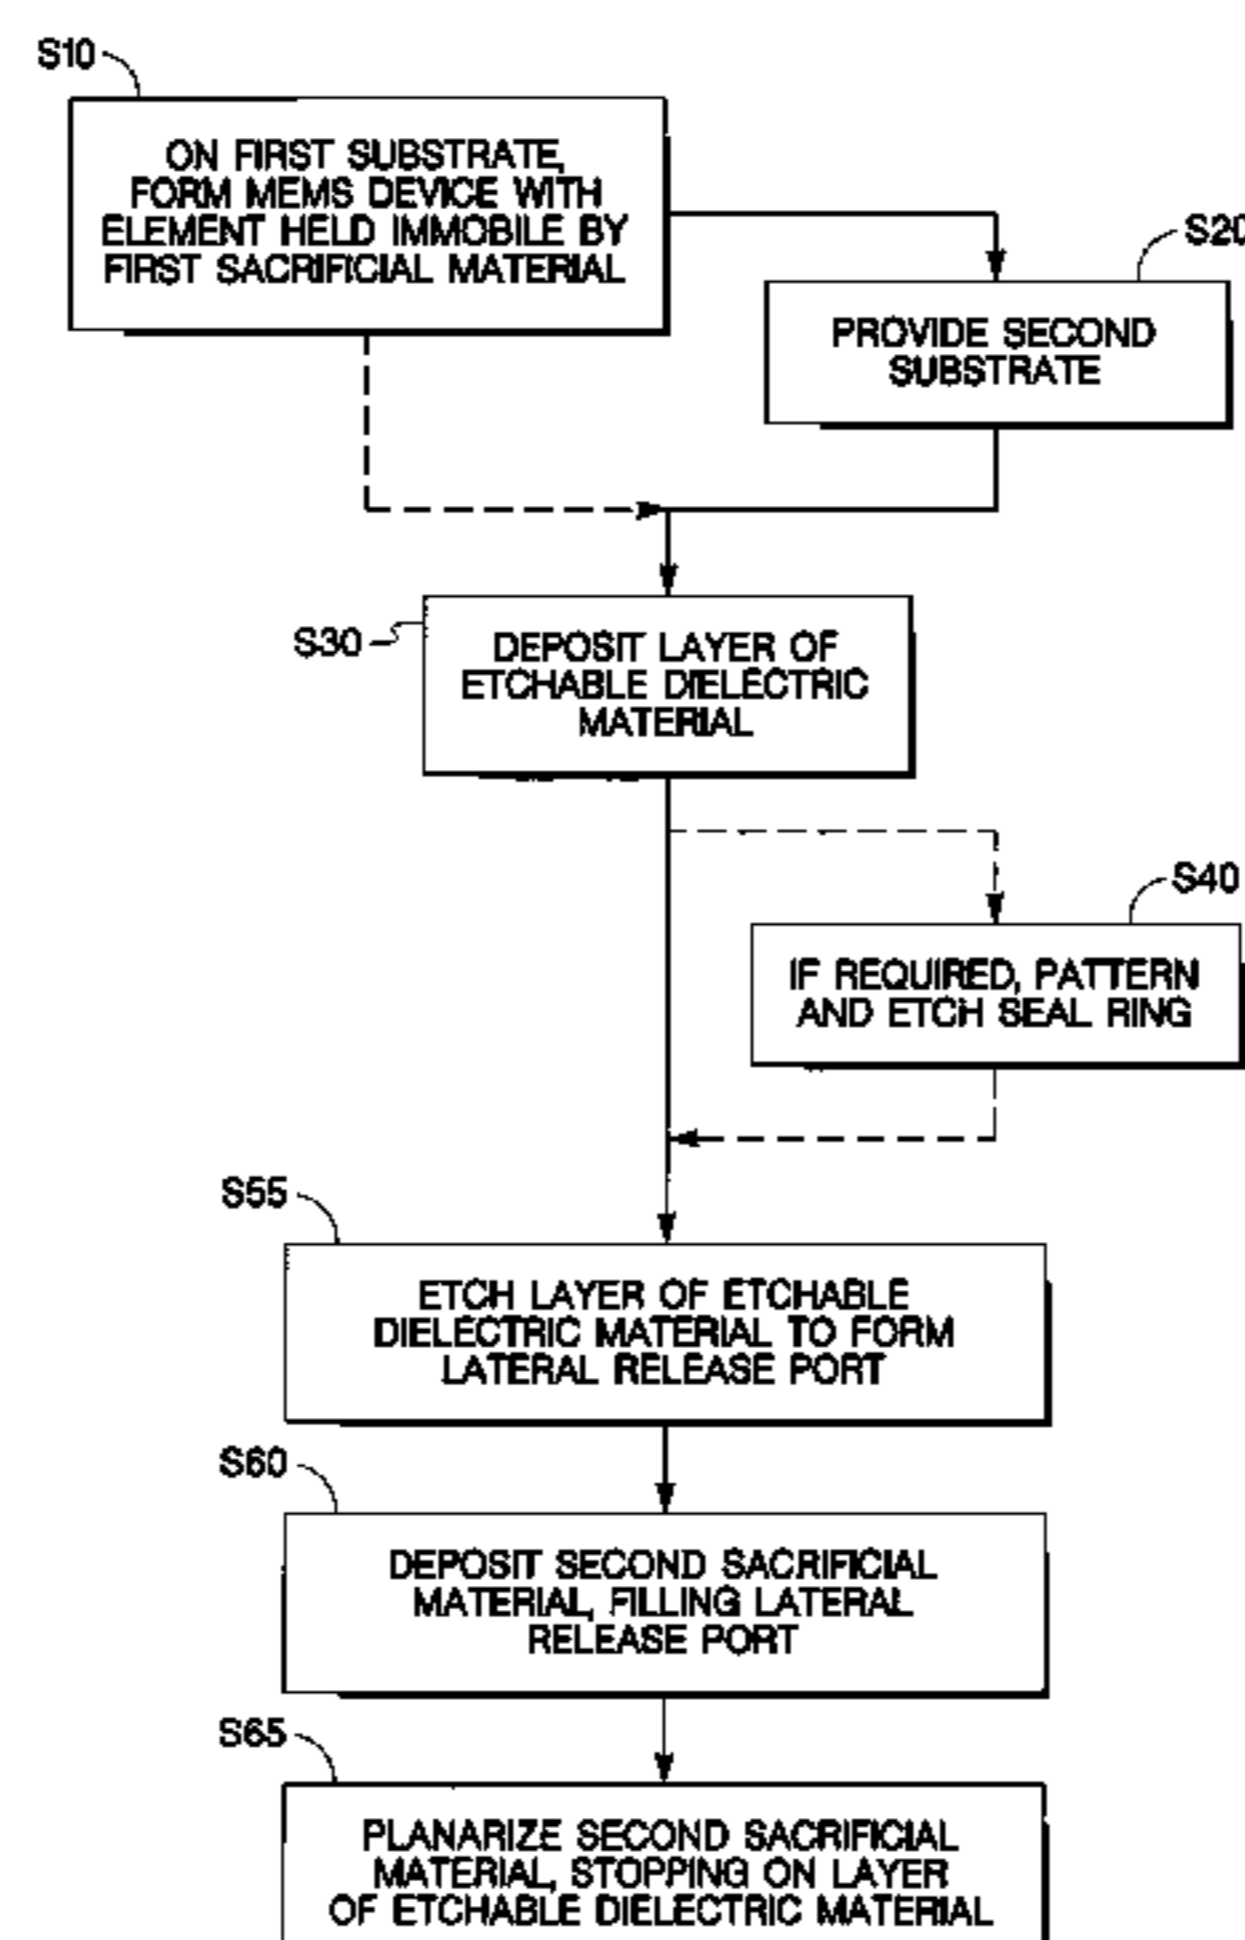 S10
ON FIRST SUBSTRATE,
FORM MEMS DEVICE WITH
ELEMENT HELD IMMOBILE BY
FIRST SACRIFICIAL MATERIAL
S20
PROVIDE SECOND
SUBSTRATE
S30
DEPOSIT LAYER OF
ETCHABLE DIELECTRIC
MATERIAL
S40
IF REQUIRED, PATTERN
AND ETCH SEAL RING
S55
ETCH LAYER OF ETCHABLE
DIELECTRIC MATERIAL TO FORM
LATERAL RELEASE PORT
S60
DEPOSIT SECOND SACRIFICIAL
MATERIAL, FILLING LATERAL
RELEASE PORT
S65
PLANARIZE SECOND SACRIFICIAL
MATERIAL, STOPPING ON LAYER
OF ETCHABLE DIELECTRIC MATERIAL